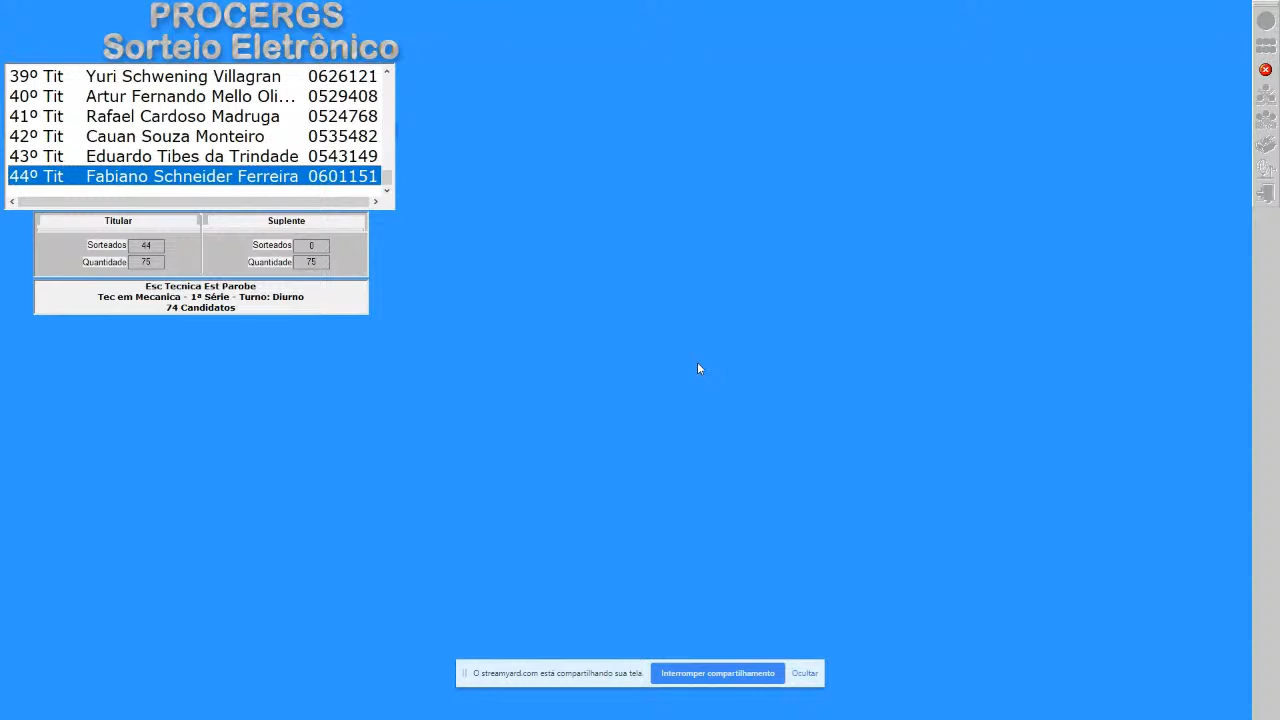 PROCERGS
Sorteio Eletrônico
39º Tit Yuri Schwening Villagran 0626121
40º Tit Artur Fernando Mello Oli... 0529408
41º Tit Rafael Cardoso Madruga 0524768
42º Tit Cauan Souza Monteiro 0535482
43º Tit Eduardo Tibes da Trindade 0543149
44º Tit Fabiano Schneider Ferreira 0601151
Titular Suplente
Sorteados 44 Sorteados 0
Quantidade 75 Quantidade 75
Esc Tecnica Est Parobe
Tec em Mecanica - 1ª Série - Turno: Diurno
74 Candidatos
O streamyard.com está compartilhando sua tela. Interromper compartilhamento Ocultar